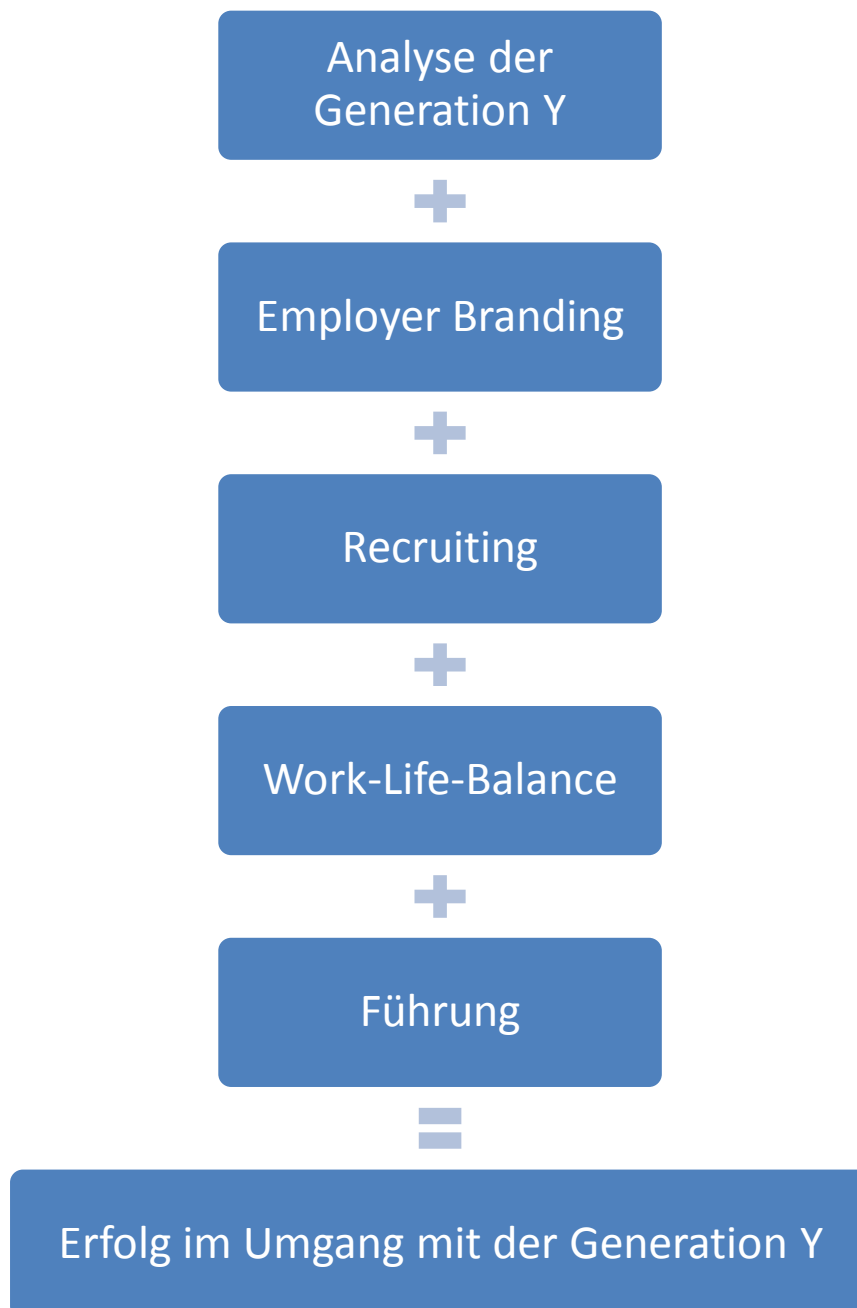 Analyse der
Generation Y
+
Employer Branding
+
Recruiting
+
Work-Life-Balance
+
Führung
=
Erfolg im Umgang mit der Generation Y